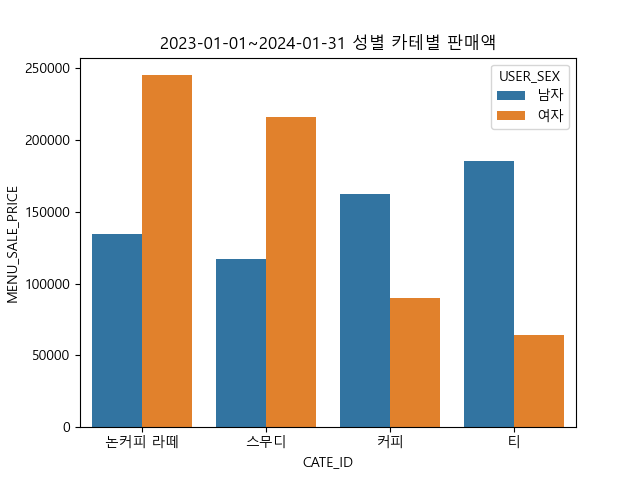 2023-01-01~2024-01-31 성별 카테별 판매액
USER_SEX
남자
여자
MENU_SALE_PRICE
250000
200000
150000
100000
50000
0
논커피 라떼
스무디
커피
티
CATE_ID